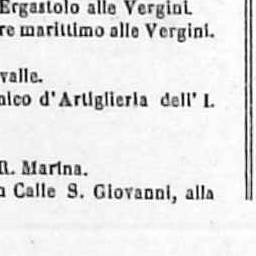 Ergastolo alle Vergini.
re marittimo alle Vergini.
valle.
nico d'Artiglieria dell' I.
R. Marina.
Calle S. Giovanni, alla